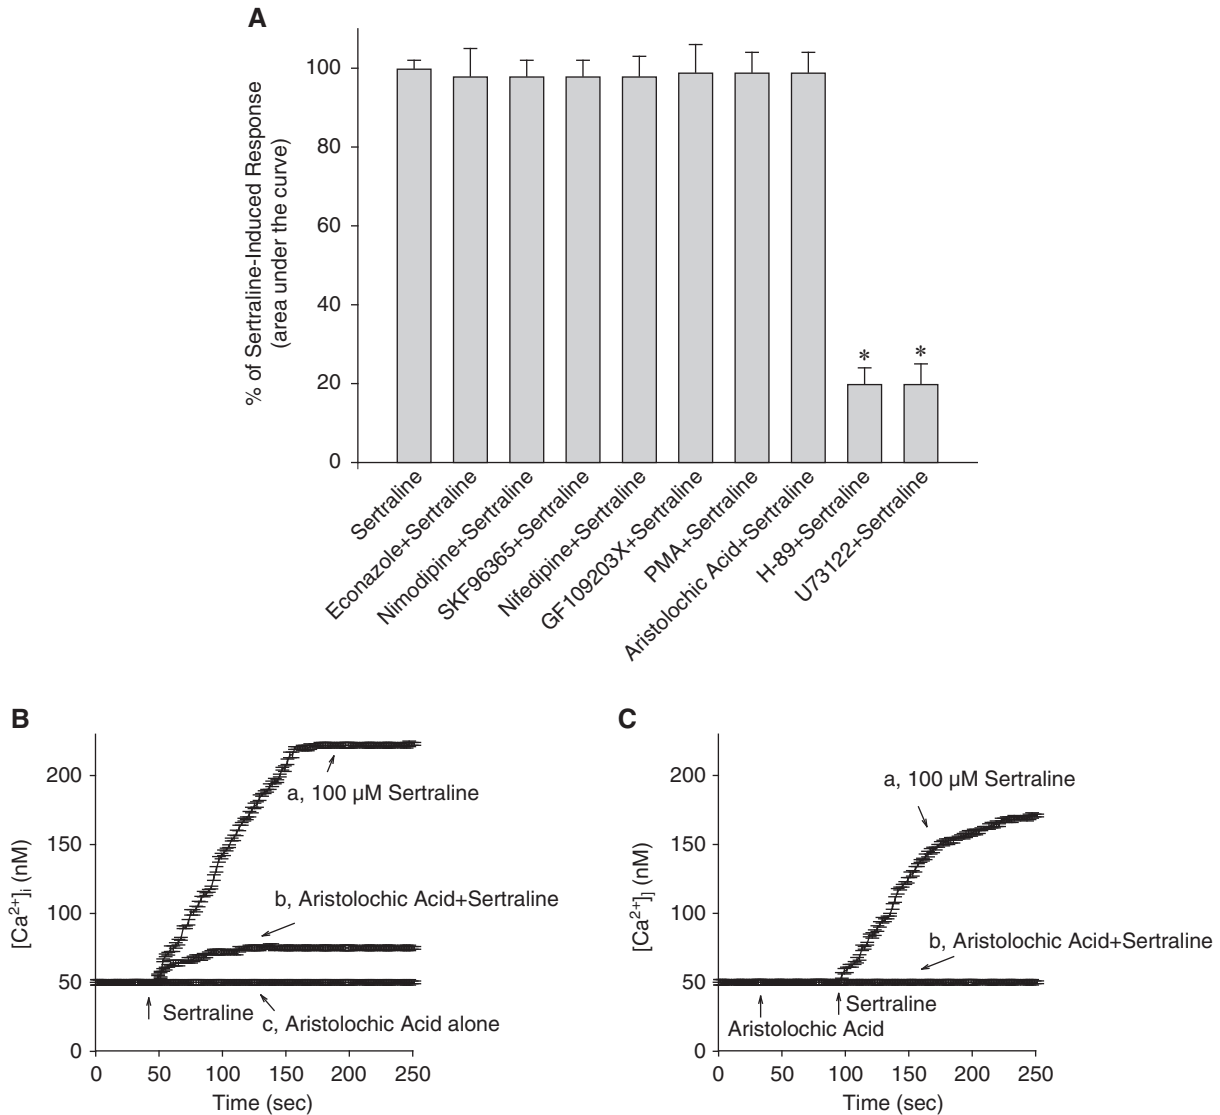 A
% of Sertraline-Induced Response
(area under the curve)
100
80
60
40
20
0
*
*
Sertraline
Econazole+Sertraline
Nimodipine+Sertraline
SKF96365+Sertraline
Nifedipine+Sertraline
GF109203X+Sertraline
PMA+Sertraline
Aristolochic Acid+Sertraline
H-89+Sertraline
U73122+Sertraline
B
[Ca²⁺]i (nM)
200
150
100
50
0
a, 100 µM Sertraline
b, Aristolochic Acid+Sertraline
Sertraline
c, Aristolochic Acid alone
0 50 100 150 200 250
Time (sec)
C
[Ca²⁺]j (nM)
200
150
100
50
0
a, 100 µM Sertraline
b, Aristolochic Acid+Sertraline
Sertraline
Aristolochic Acid
0 50 100 150 200 250
Time (sec)